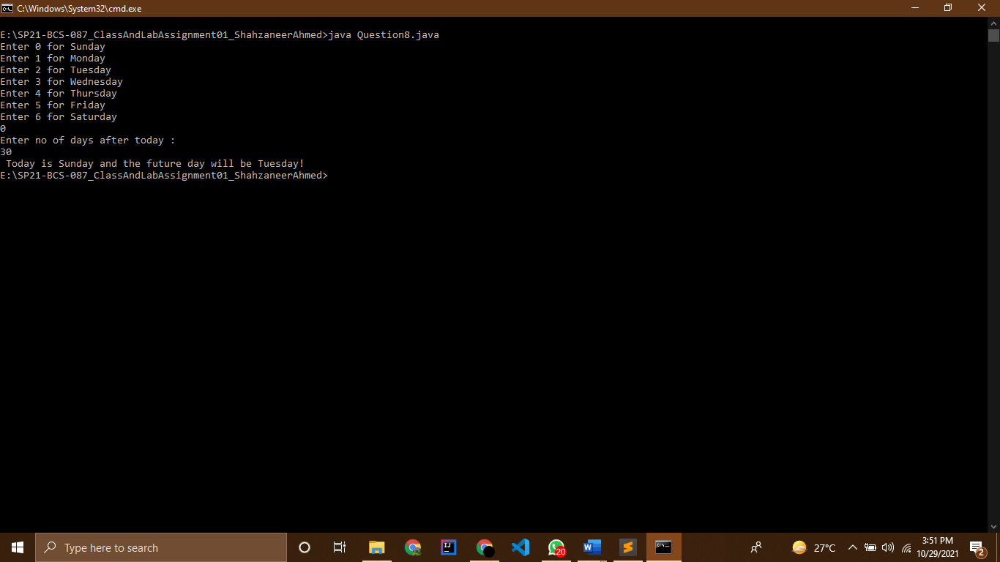 C:\Windows\System32\cmd.exe
E:\SP21-BCS-087_ClassAndLabAssignment01_ShahzaneerAhmed>java Question8.java
Enter 0 for Sunday
Enter 1 for Monday
Enter 2 for Tuesday
Enter 3 for Wednesday
Enter 4 for Thursday
Enter 5 for Friday
Enter 6 for Saturday
0
Enter no of days after today :
30
 Today is Sunday and the future day will be Tuesday!
E:\SP21-BCS-087_ClassAndLabAssignment01_ShahzaneerAhmed>
Type here to search
20
27°C
3:51 PM
10/29/2021
2